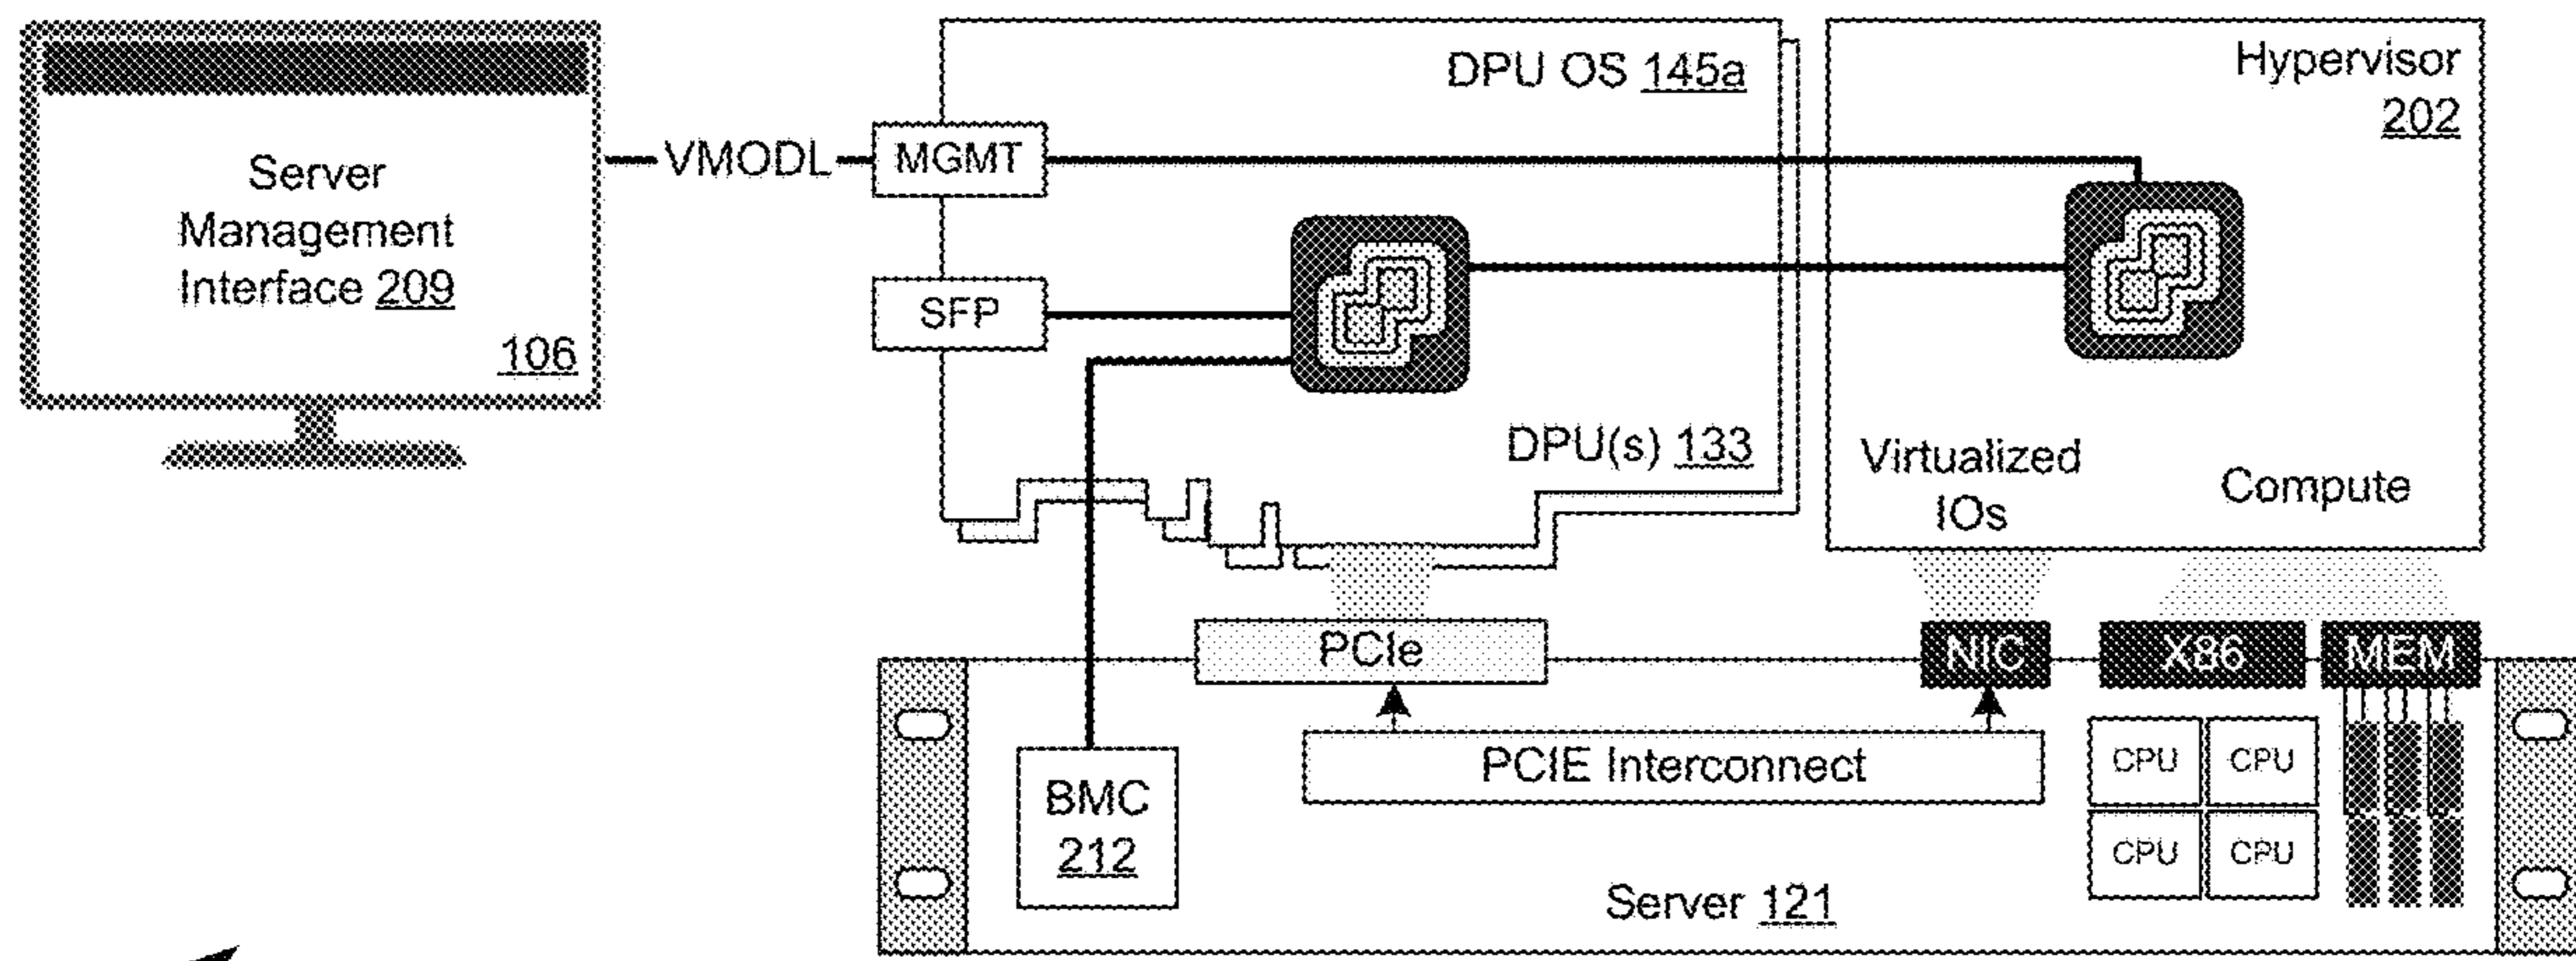 Server
Management
Interface 209
106
VMODL
MGMT
SFP
DPU OS 145a
DPU(s) 133
Hypervisor
202
Virtualized
IOs
Compute
PCIe
NIC
X86
MEM
PCIE Interconnect
BMC
212
CPU
CPU
CPU
CPU
Server 121